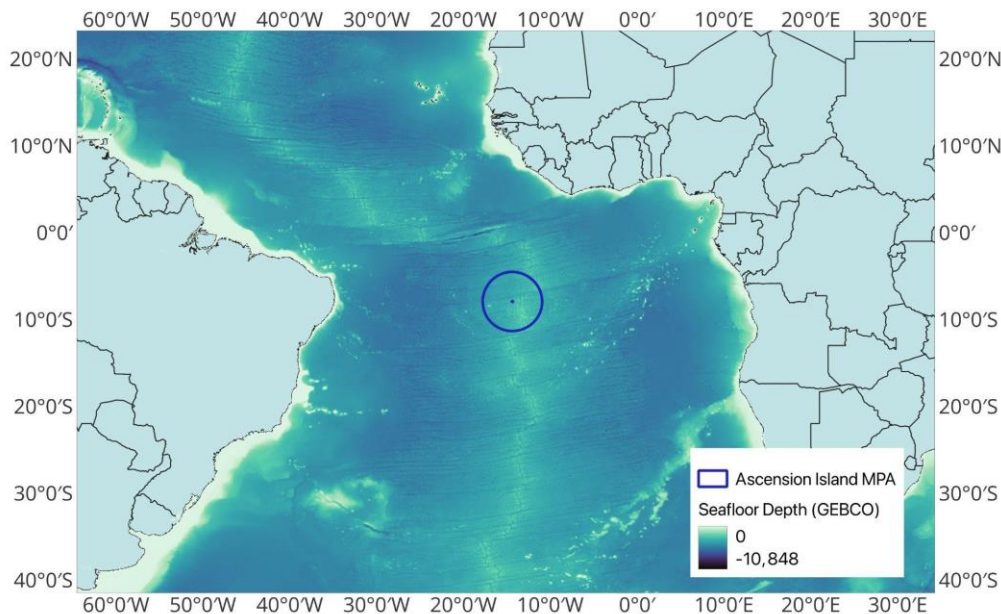 60°0′W 50°0′W 40°0′W 30°0′W 20°0′W 10°0′W 0°0′ 10°0′E 20°0′E 30°0′E
20°0′N 20°0′N
10°0′N 10°0′N
0°0′ 0°0′
10°0′S 10°0′S
20°0′S 20°0′S
Ascension Island MPA
30°0′S 30°0′S
Seafloor Depth (GEBCO)
0
-10,848
40°0′S 40°0′S
60°0′W 50°0′W 40°0′W 30°0′W 20°0′W 10°0′W 0°0′ 10°0′E 20°0′E 30°0′E